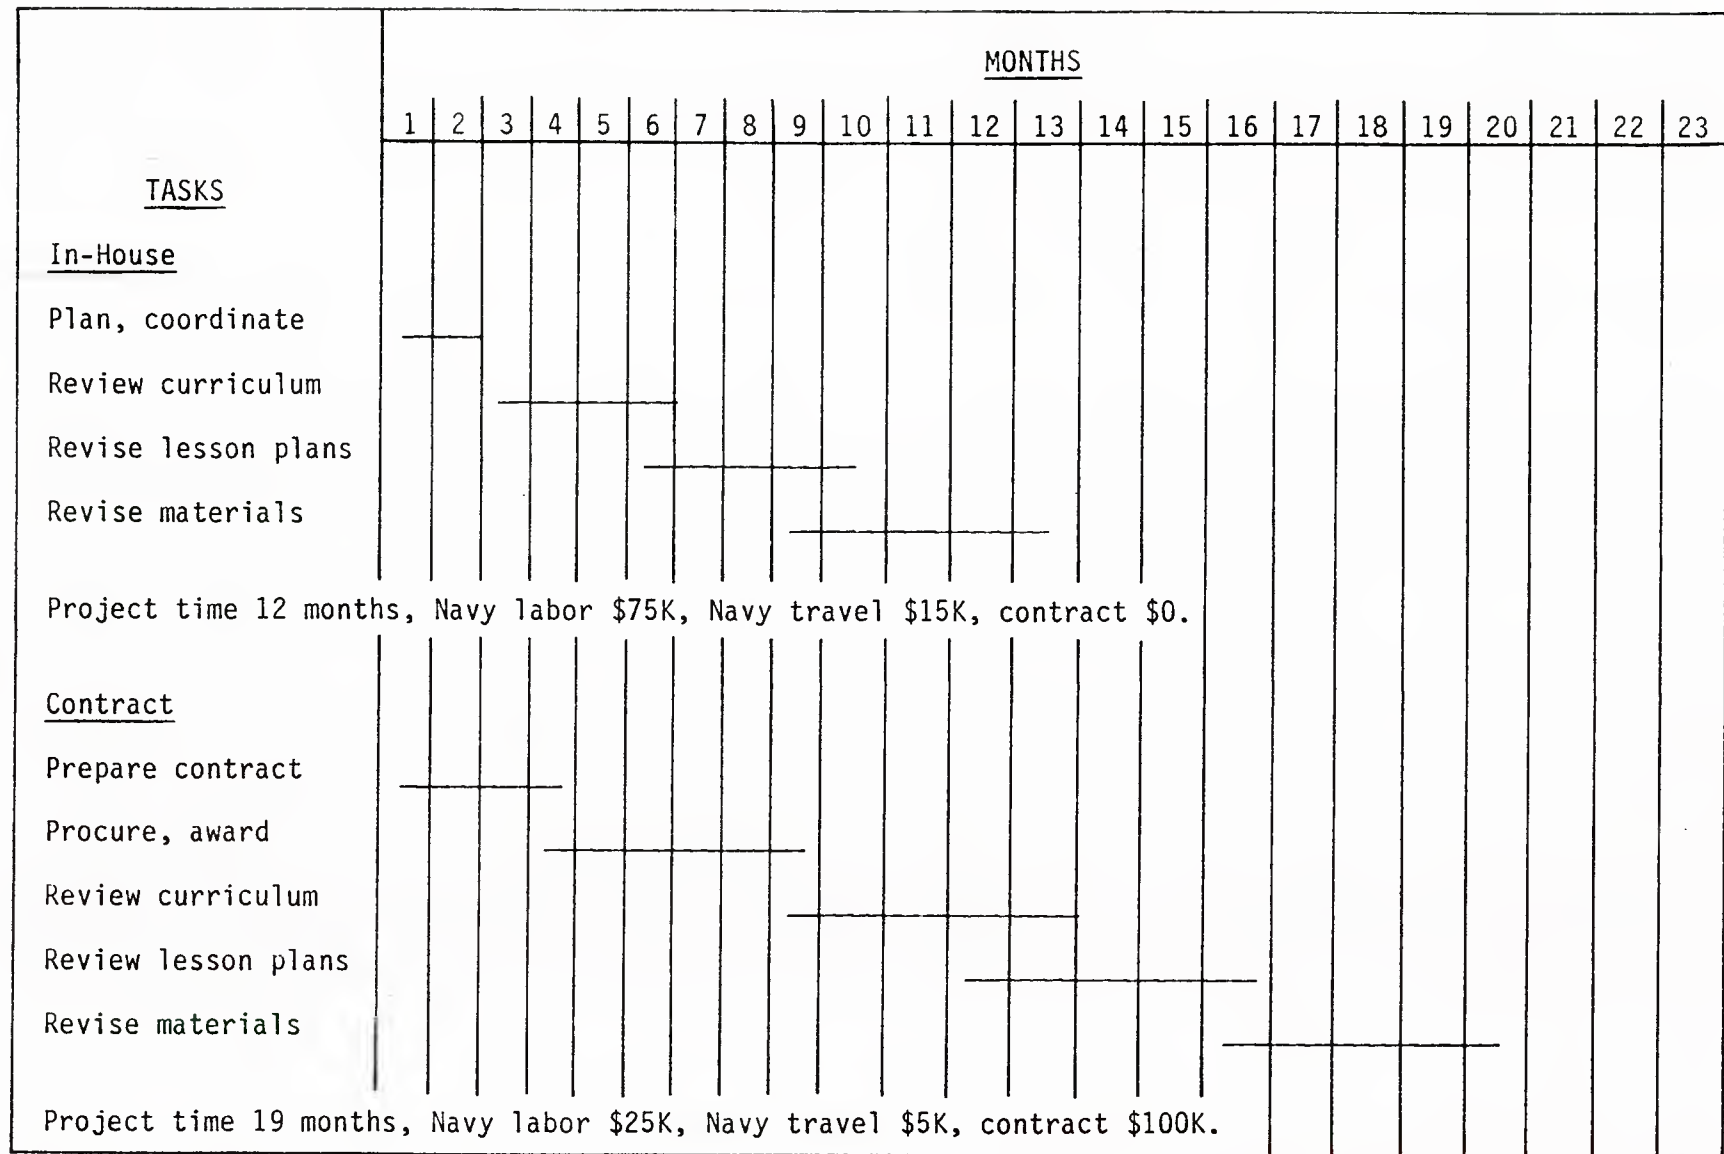 MONTHS
1 2 3 4 5 6 7 8 9 10 11 12 13 14 15 16 17 18 19 20 21 22 23
TASKS
In-House
Plan, coordinate
Review curriculum
Revise lesson plans
Revise materials
Project time 12 months, Navy labor $75K, Navy travel $15K, contract $0.
Contract
Prepare contract
Procure, award
Review curriculum
Review lesson plans
Revise materials
Project time 19 months, Navy labor $25K, Navy travel $5K, contract $100K.